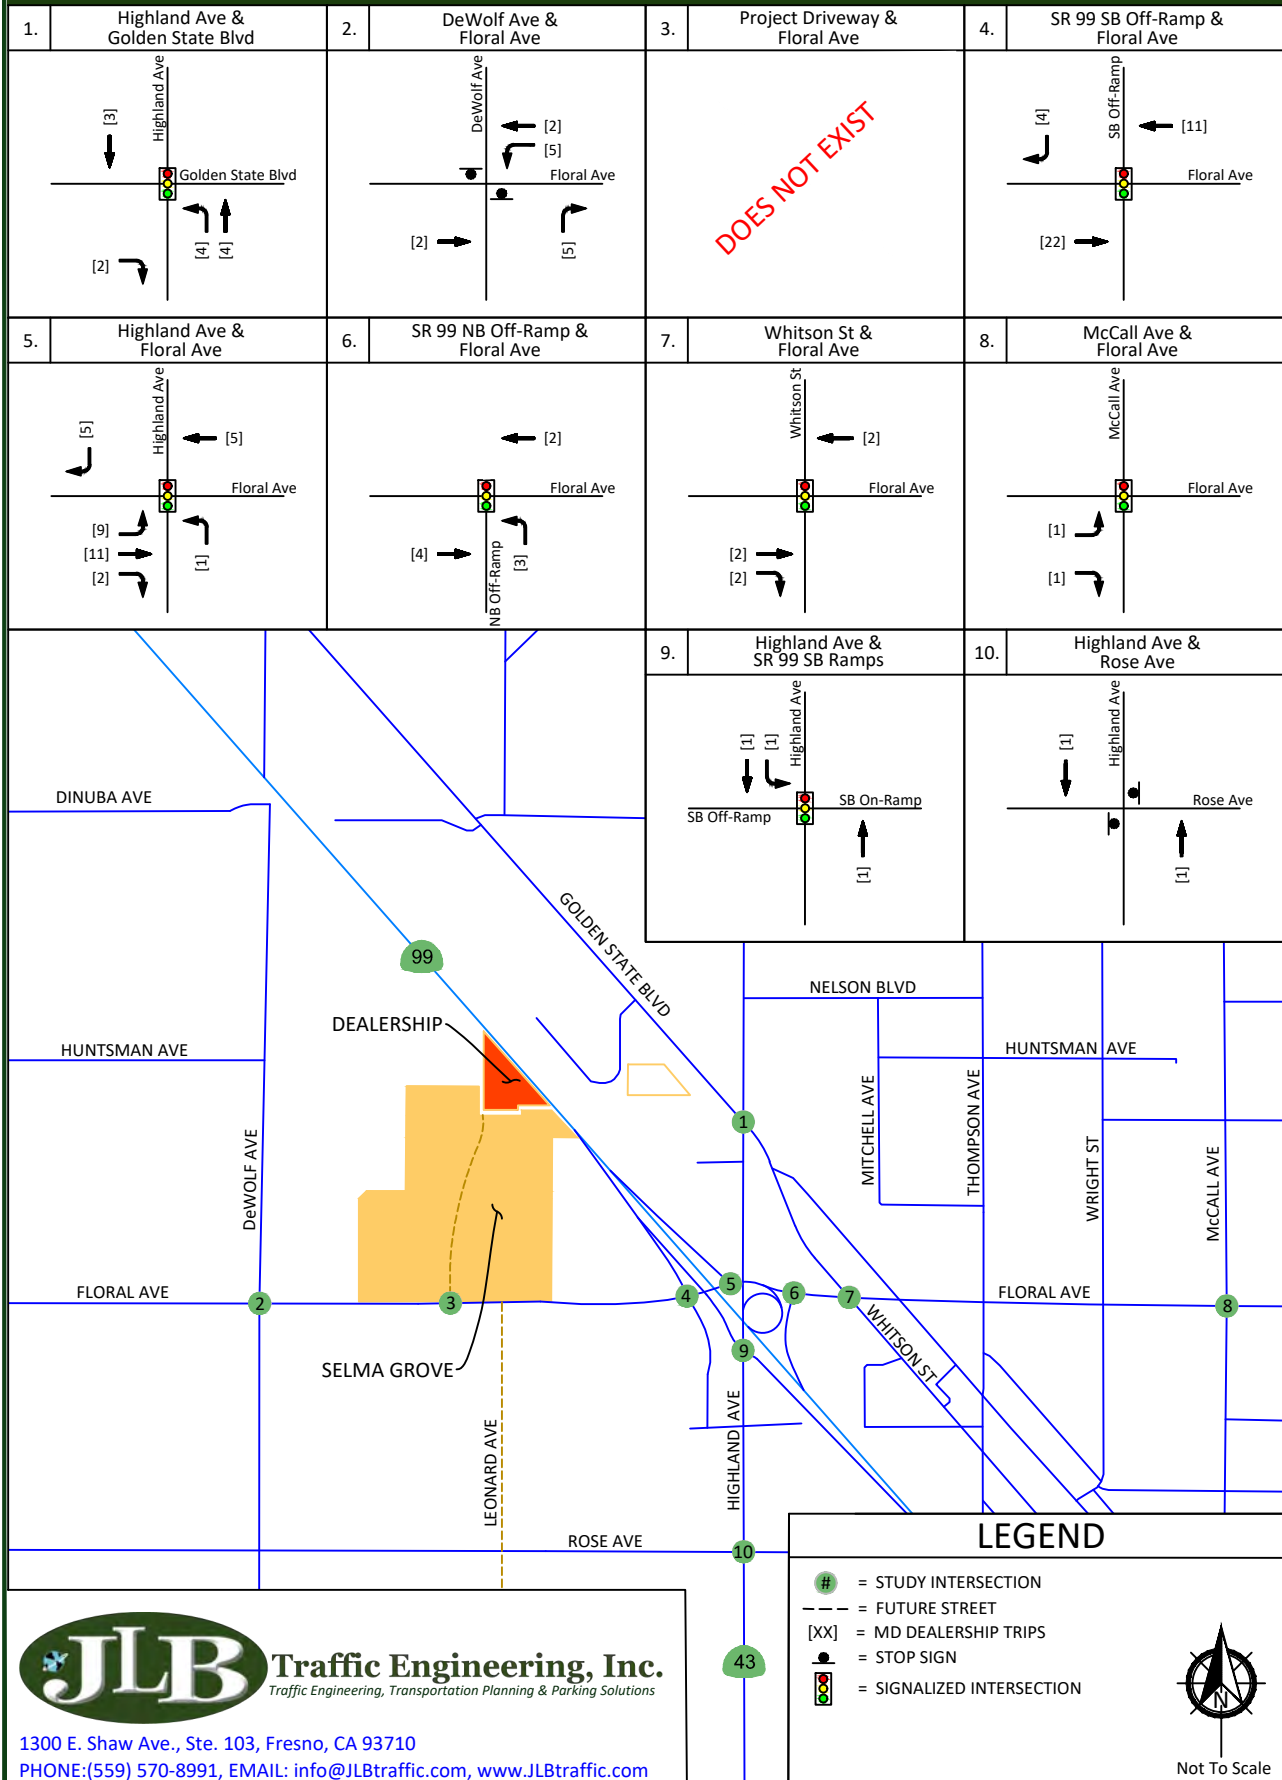 1.
Highland Ave &
Golden State Blvd
2.
DeWolf Ave &
Floral Ave
3.
Project Driveway &
Floral Ave
4.
SR 99 SB Off-Ramp &
Floral Ave
Highland Ave
[3]
Golden State Blvd
[4]
[4]
[2]
DeWolf Ave
[2]
[5]
Floral Ave
[2]
[5]
DOES NOT EXIST
SB Off-Ramp
[4]
[11]
Floral Ave
[22]
5.
Highland Ave &
Floral Ave
6.
SR 99 NB Off-Ramp &
Floral Ave
7.
Whitson St &
Floral Ave
8.
McCall Ave &
Floral Ave
Highland Ave
[5]
[5]
Floral Ave
[9]
[11]
[2]
[1]
[2]
Floral Ave
[4]
[3]
NB Off-Ramp
Whitson St
[2]
Floral Ave
[2]
[2]
McCall Ave
Floral Ave
[1]
[1]
9.
Highland Ave &
SR 99 SB Ramps
10.
Highland Ave &
Rose Ave
Highland Ave
[1]
[1]
SB On-Ramp
SB Off-Ramp
[1]
Highland Ave
[1]
Rose Ave
[1]
DINUBA AVE
GOLDEN STATE BLVD
99
NELSON BLVD
DEALERSHIP
HUNTSMAN AVE
HUNTSMAN AVE
MITCHELL AVE
THOMPSON AVE
WRIGHT ST
McCALL AVE
DeWOLF AVE
1
FLORAL AVE
2
3
4
5
6
7
FLORAL AVE
8
9
WHITSON ST
SELMA GROVE
LEONARD AVE
HIGHLAND AVE
ROSE AVE
10
43
LEGEND
# = STUDY INTERSECTION
= FUTURE STREET
[XX] = MD DEALERSHIP TRIPS
= STOP SIGN
= SIGNALIZED INTERSECTION
N
Not To Scale
JLB
Traffic Engineering, Inc.
Traffic Engineering, Transportation Planning & Parking Solutions
1300 E. Shaw Ave., Ste. 103, Fresno, CA 93710
PHONE:(559) 570-8991, EMAIL: info@JLBtraffic.com, www.JLBtraffic.com